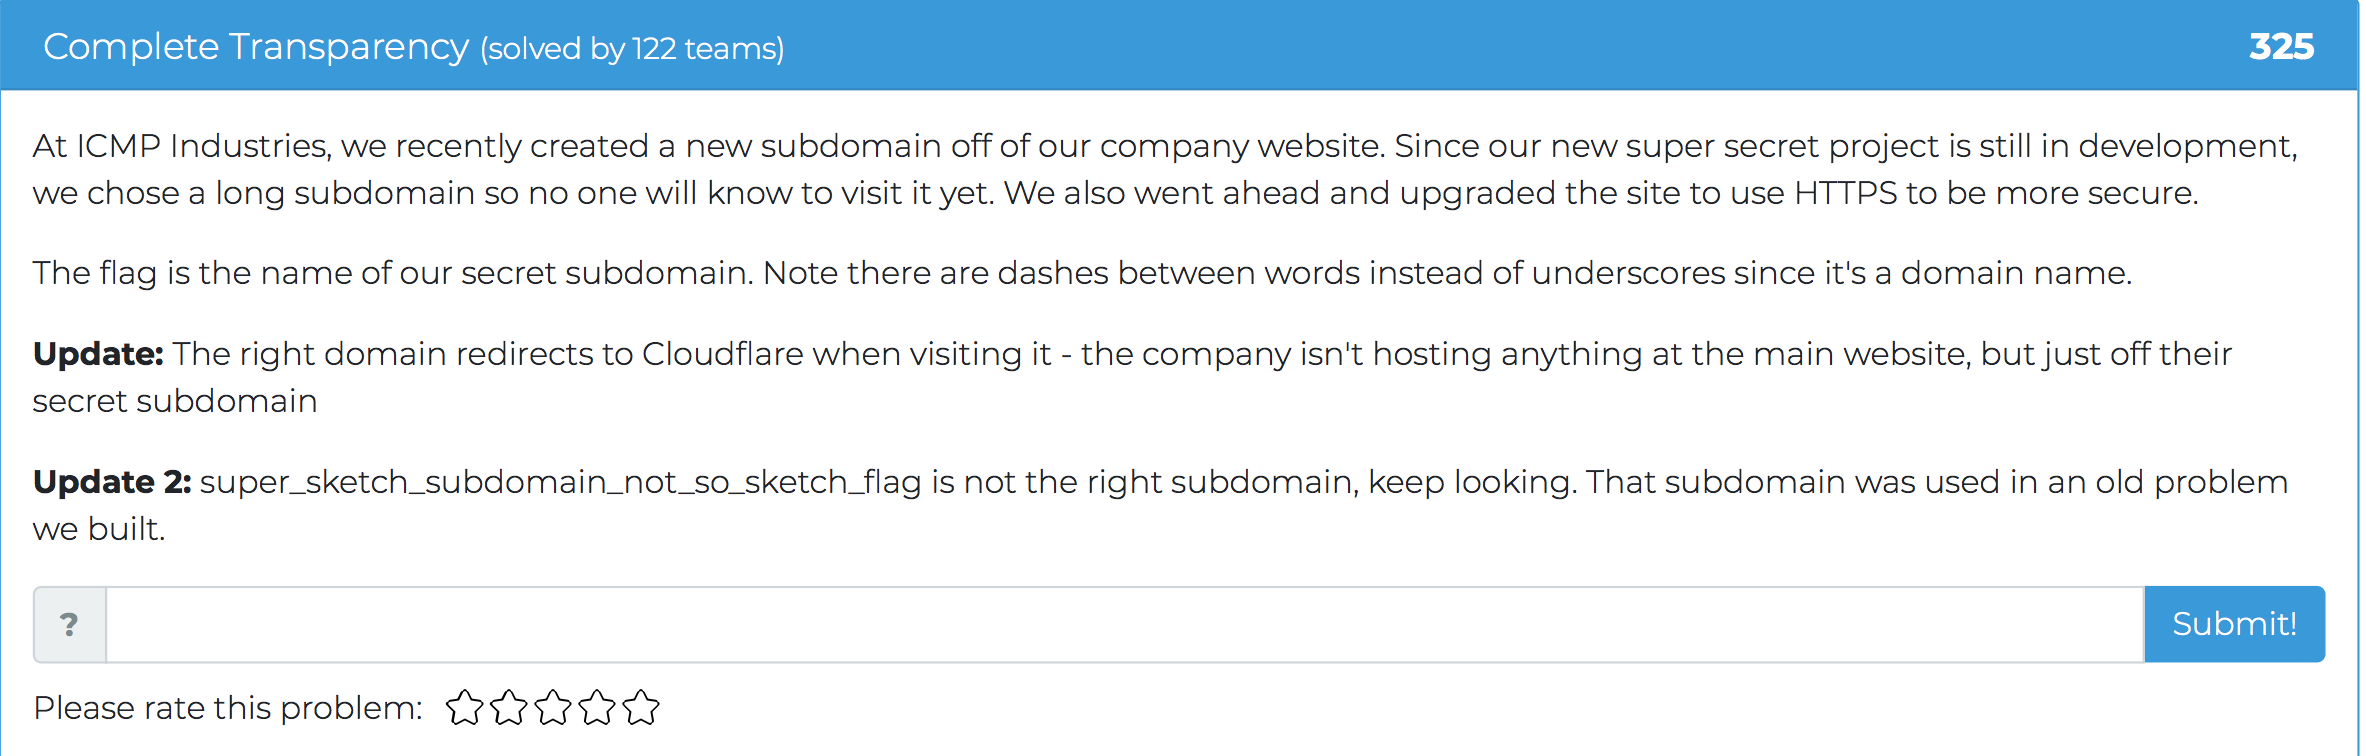 Complete Transparency (solved by 122 teams) 325
At ICMP Industries, we recently created a new subdomain off of our company website. Since our new super secret project is still in development,
we chose a long subdomain so no one will know to visit it yet. We also went ahead and upgraded the site to use HTTPS to be more secure.
The flag is the name of our secret subdomain. Note there are dashes between words instead of underscores since it's a domain name.
Update: The right domain redirects to Cloudflare when visiting it - the company isn't hosting anything at the main website, but just off their
secret subdomain
Update 2: super_sketch_subdomain_not_so_sketch_flag is not the right subdomain, keep looking. That subdomain was used in an old problem
we built.
? Submit!
Please rate this problem: